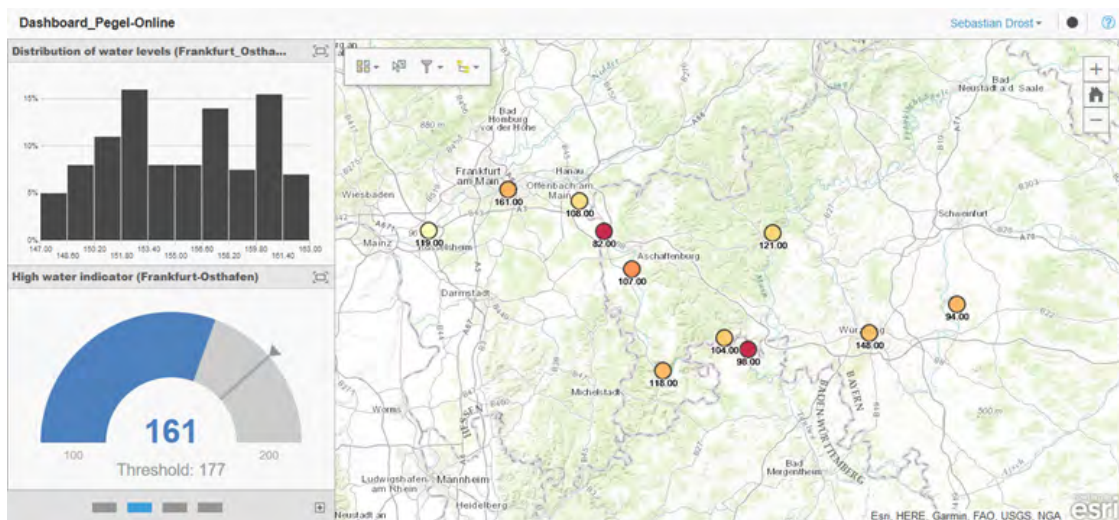 Dashboard_Pegel-Online
Sebastian Drost
Distribution of water levels (Frankfurt_Ostha...
15%
10%
5%
0%
147.00 150.20 153.40 156.60 159.80 163.00
148.60 151.80 155.00 158.20 161.40
High water indicator (Frankfurt-Osthafen)
161
100
200
Threshold: 177
Bad
Neustadt a.d. Saale
Bad
Homburg
vor der Höhe
880 m
Frankfurt
am Main
Hanau
Offenbach am
Main
Wiesbaden
161.00
108.00
Mainz
119.00
82.00
121.00
Schweinfurt
Aschaffenburg
107.00
Darmstadt
94.00
148.00
104.00
98.00
118.00
Michelstadt
Worms
HESSEN
BAYERN
BADEN-WÜRTTEMBERG
500 m
Bad
Mergentheim
Ludwigshafen
am Rhein
Mannheim
Heidelberg
Neustadt an
Esri, HERE, Garmin, FAO, USGS, NGA
esri